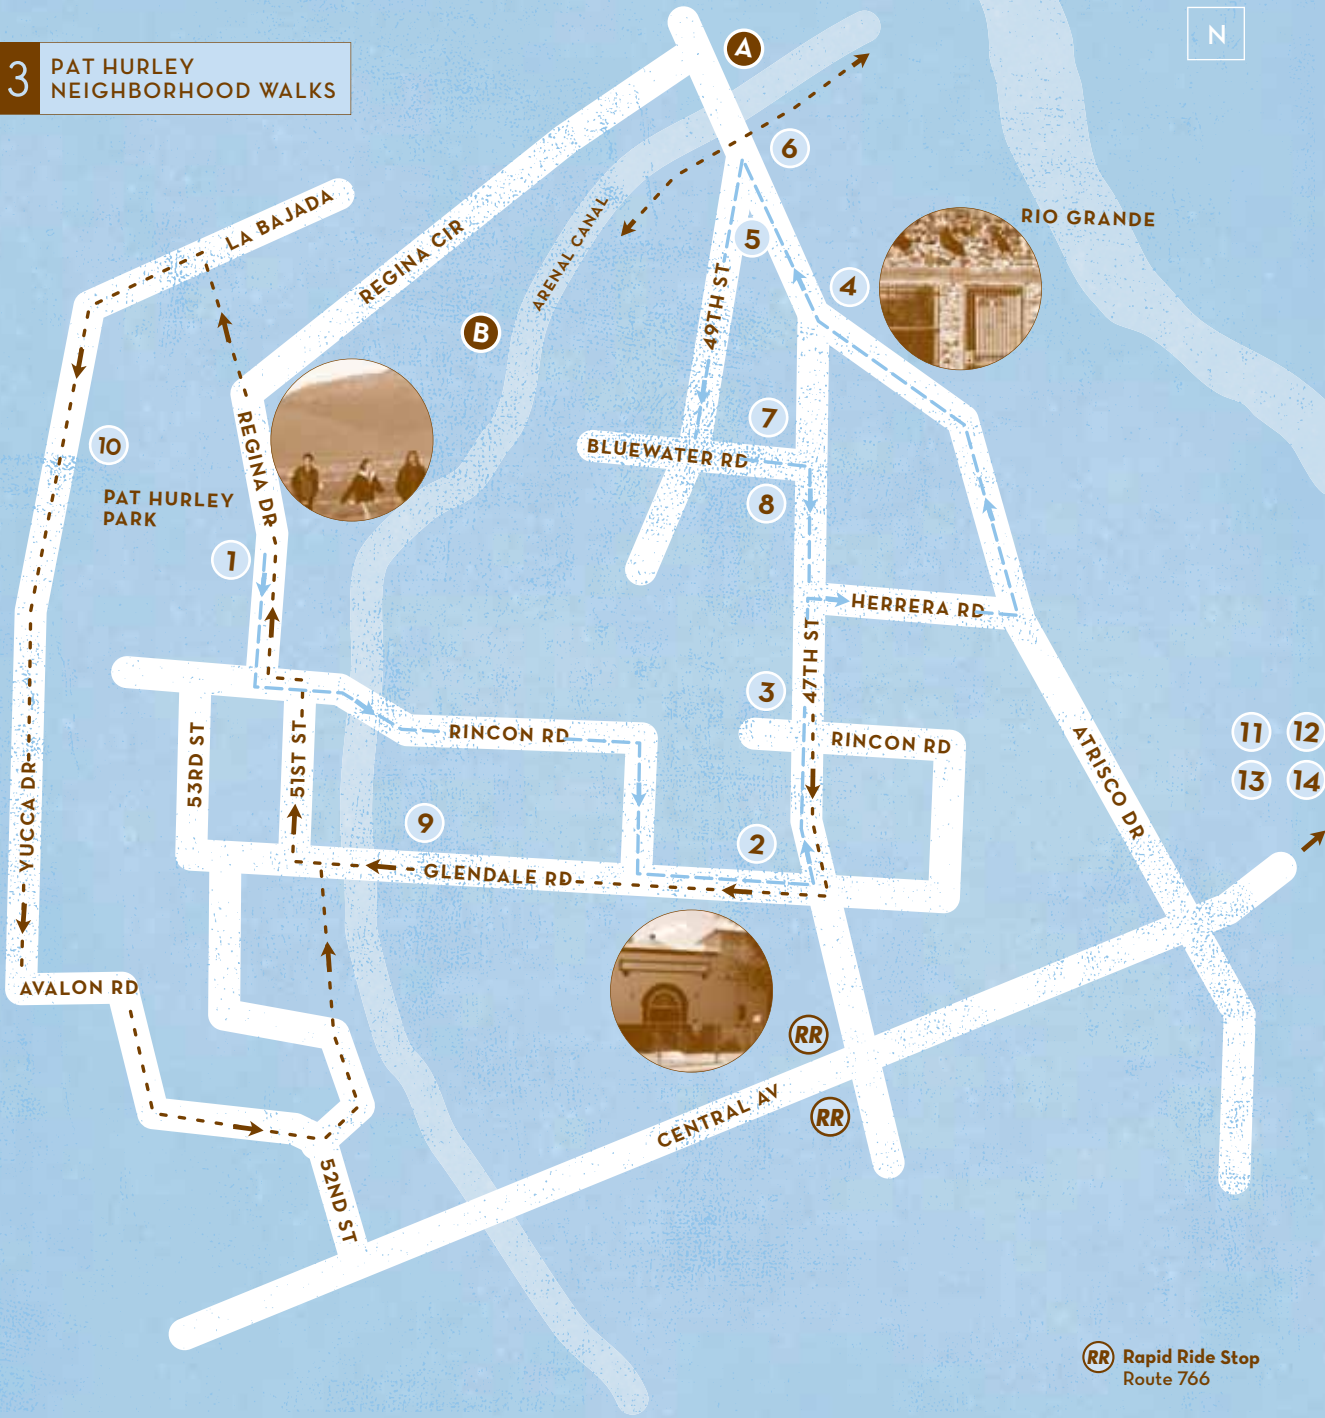 3
PAT HURLEY
NEIGHBORHOOD WALKS
N
A
6
RIO GRANDE
LA BAJADA
REGINA CIR
ARENAL CANAL
5
4
49TH ST
B
10
REGINA DR
7
BLUEWATER RD
PAT HURLEY
PARK
8
1
HERRERA RD
47TH ST
3
RINCON RD
RINCON RD
53RD ST
51ST ST
YUCCA DR
ATRISCO DR
11 12
13 14
9
2
GLENDALE RD
AVALON RD
RR
RR
CENTRAL AV
52ND ST
RR Rapid Ride Stop
Route 766